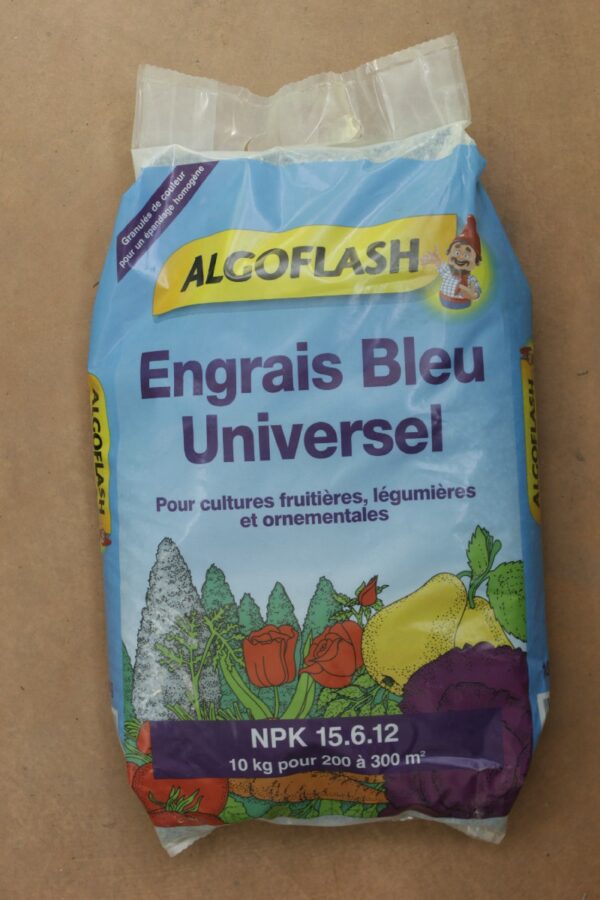 Granulés de couleur
pour un épandage homogène
ALGOFLASH
Engrais Bleu
Universel
Pour cultures fruitières, légumières
et ornementales
ALGOFLASH
ALGOFLASH
NPK 15.6.12
10 kg pour 200 à 300 m²